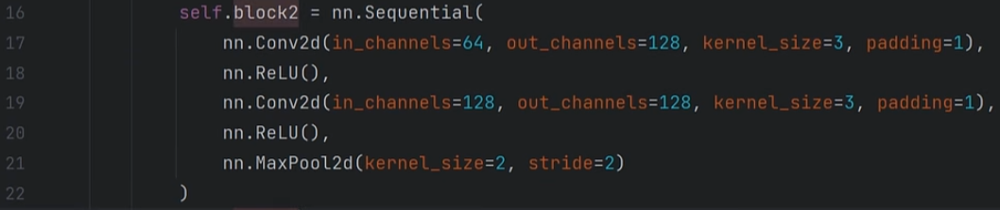 16 self.block2 = nn.Sequential(
17 nn.Conv2d(in_channels=64, out_channels=128, kernel_size=3, padding=1),
18 nn.ReLU(),
19 nn.Conv2d(in_channels=128, out_channels=128, kernel_size=3, padding=1),
20 nn.ReLU(),
21 nn.MaxPool2d(kernel_size=2, stride=2)
22 )